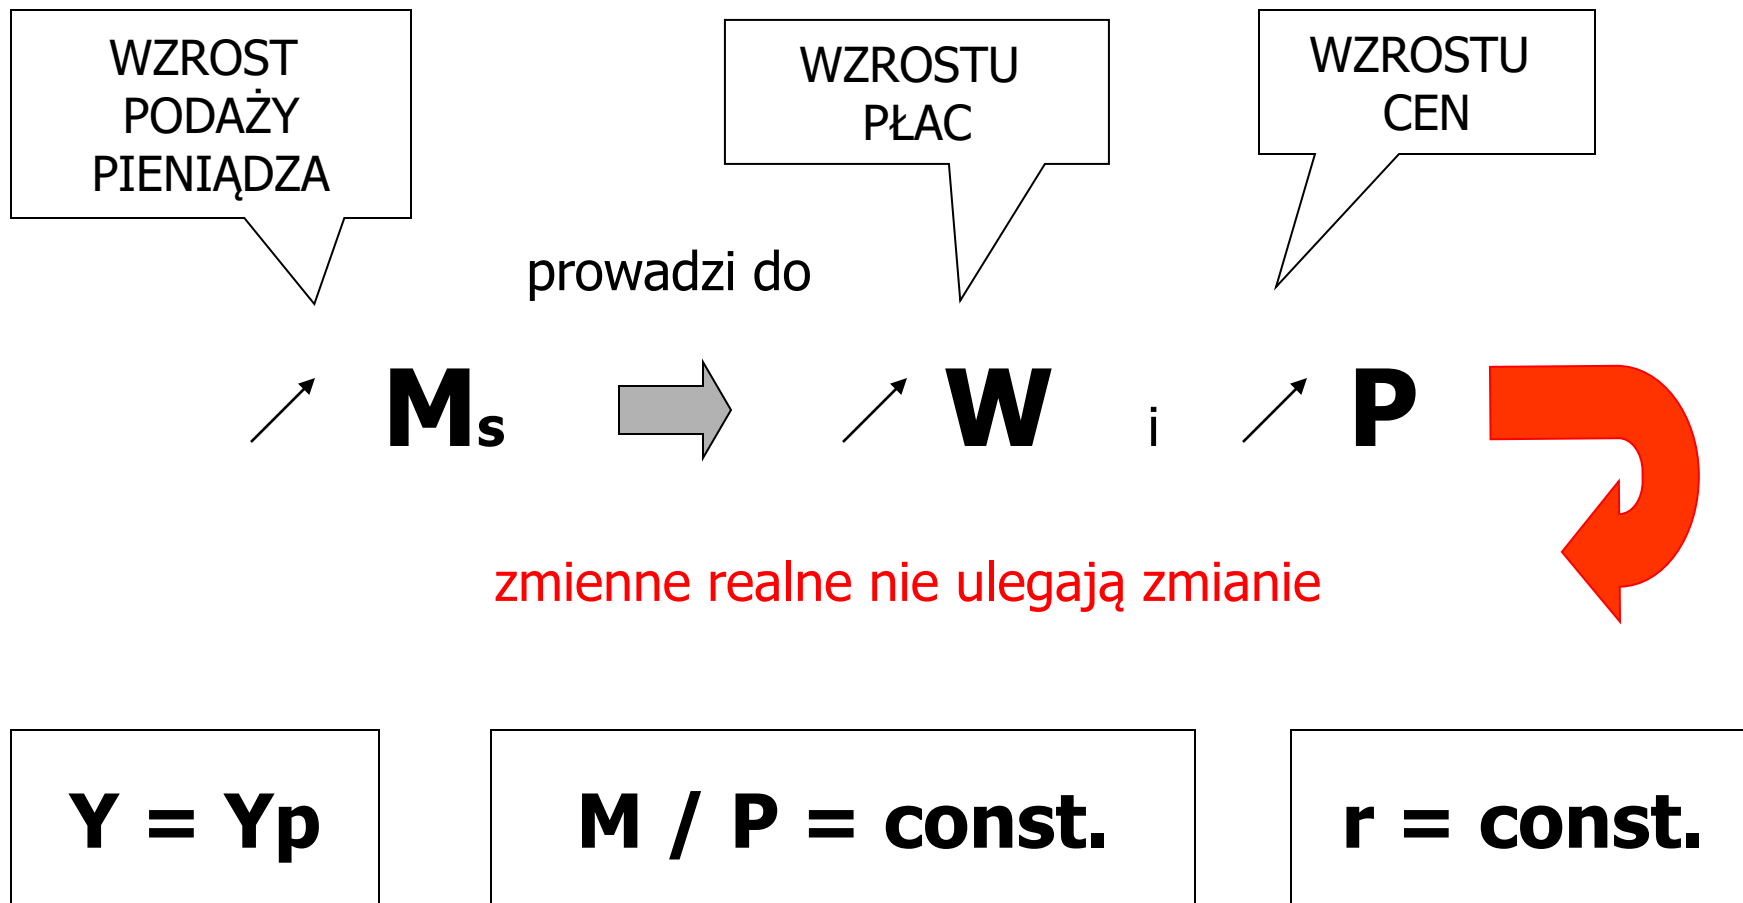 WZROST
PODAŻY
PIENIĄDZA
WZROSTU
PŁAC
WZROSTU
CEN
prowadzi do
Ms W i P
zmienne realne nie ulegają zmianie
Y = Yp M / P = const. r = const.